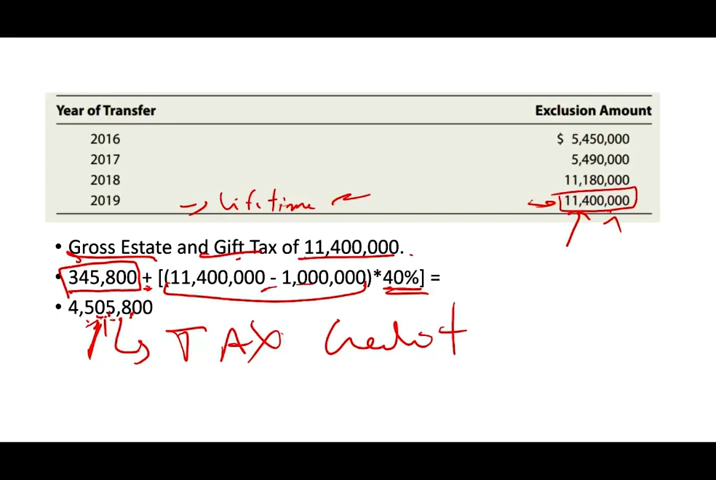 Year of Transfer Exclusion Amount
2016 $ 5,450,000
2017 5,490,000
2018 11,180,000
2019 lifetime 11,400,000
• Gross Estate and Gift Tax of 11,400,000.
• 345,800 + [(11,400,000 - 1,000,000)*40%] =
• 4,505,800
TAX Credit